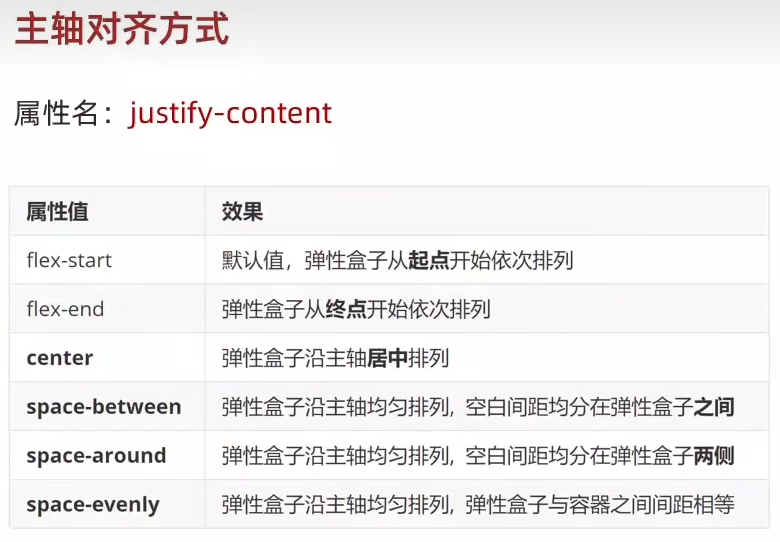 主轴对齐方式
属性名：justify-content
属性值 效果
flex-start 默认值，弹性盒子从起点开始依次排列
flex-end 弹性盒子从终点开始依次排列
center 弹性盒子沿主轴居中排列
space-between 弹性盒子沿主轴均匀排列, 空白间距均分在弹性盒子之间
space-around 弹性盒子沿主轴均匀排列, 空白间距均分在弹性盒子两侧
space-evenly 弹性盒子沿主轴均匀排列, 弹性盒子与容器之间间距相等